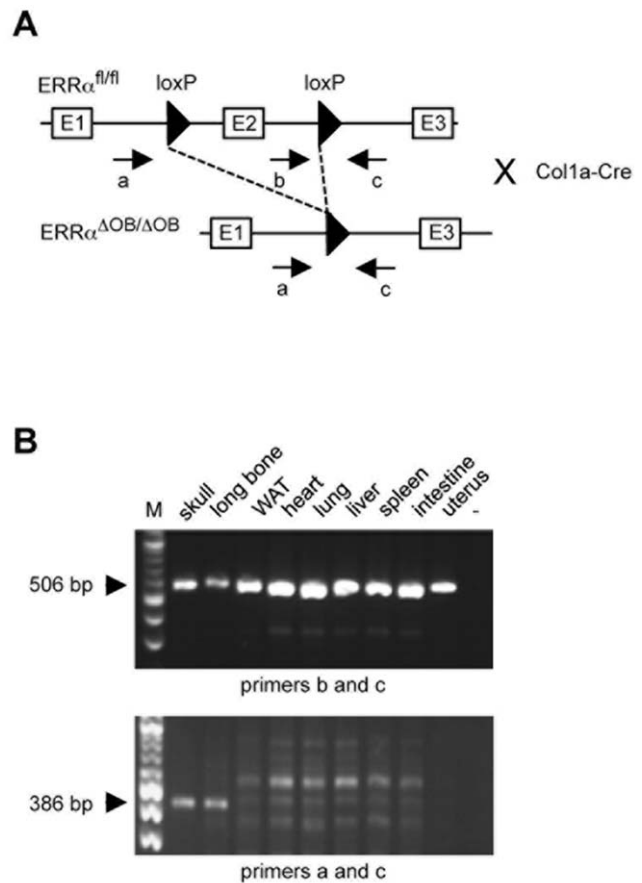 A
ERRα^fl/fl loxP loxP
E1 E2 E3
a b c X Col1a-Cre
ERRα^ΔOB/ΔOB E1 E3
a c
B
M skull long bone WAT heart lung liver spleen intestine uterus -
506 bp
primers b and c
386 bp
primers a and c